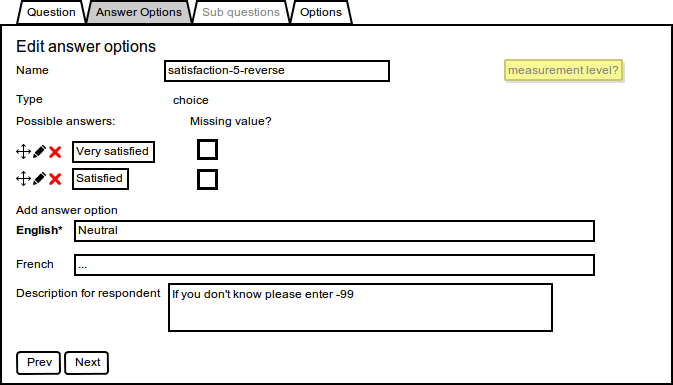 Question Answer Options Sub questions Options
Edit answer options
Name satisfaction-5-reverse measurement level?
Type choice
Possible answers: Missing value?
Very satisfied
Satisfied
Add answer option
English* Neutral
French ...
Description for respondent If you don't know please enter -99
Prev Next